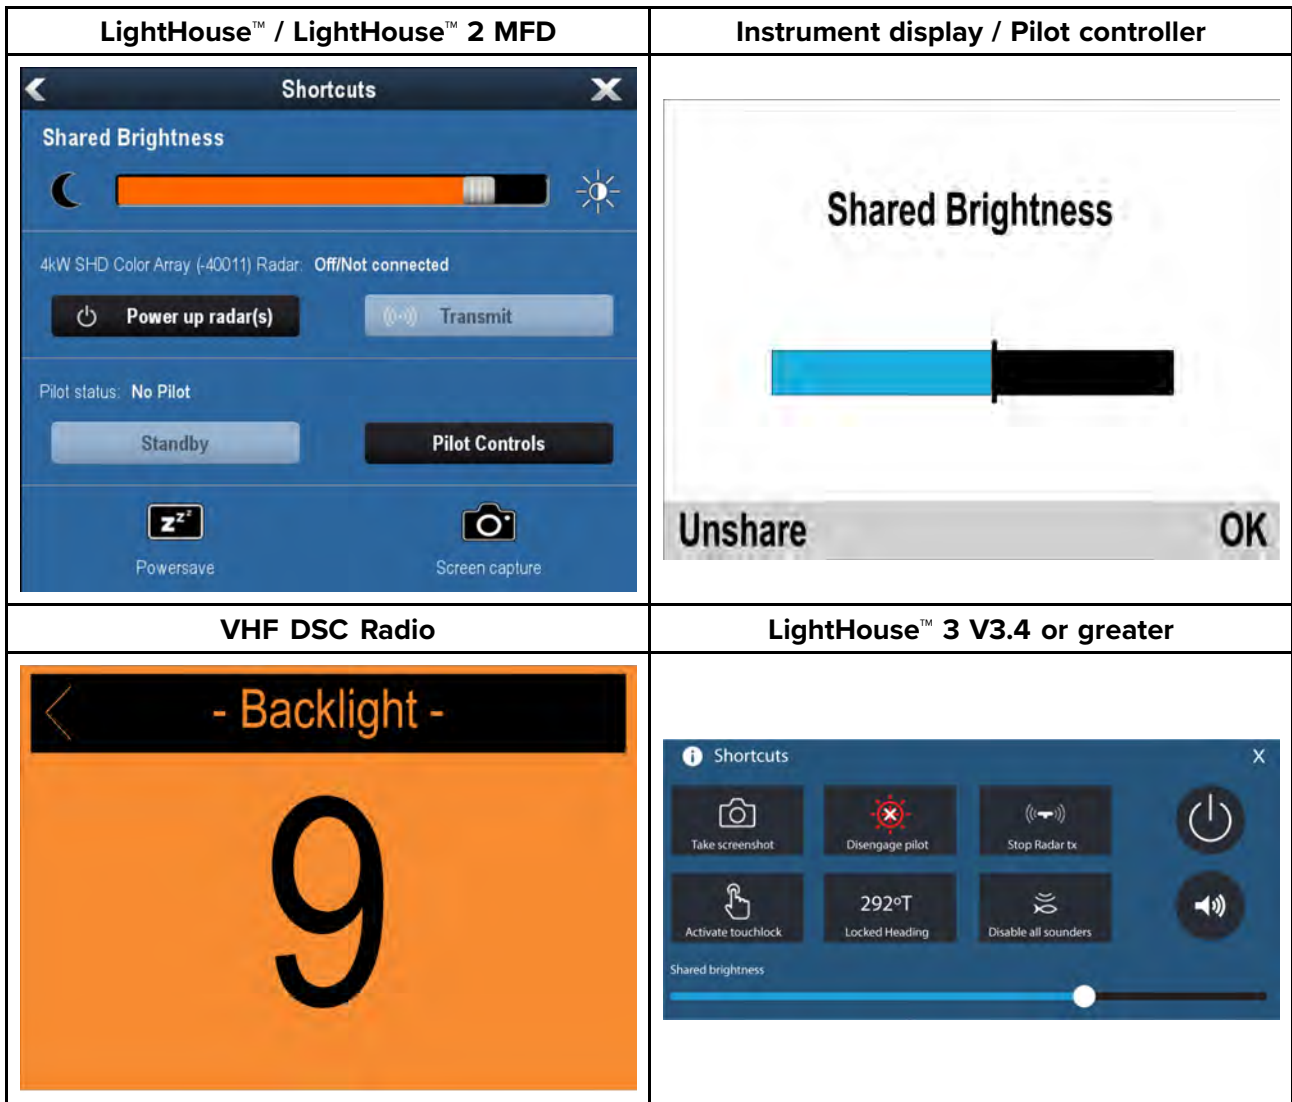 LightHouse™ / LightHouse™ 2 MFD
Instrument display / Pilot controller
Shortcuts
Shared Brightness
4kW SHD Color Array (-40011) Radar: Off/Not connected
Power up radar(s)
Transmit
Pilot status: No Pilot
Standby
Pilot Controls
zzz
Powersave
Screen capture
Shared Brightness
Unshare
OK
VHF DSC Radio
LightHouse™ 3 V3.4 or greater
- Backlight -
9
i Shortcuts X
Take screenshot
Disengage pilot
Stop Radar tx
Activate touchlock
292ºT
Locked Heading
Disable all sounders
Shared brightness